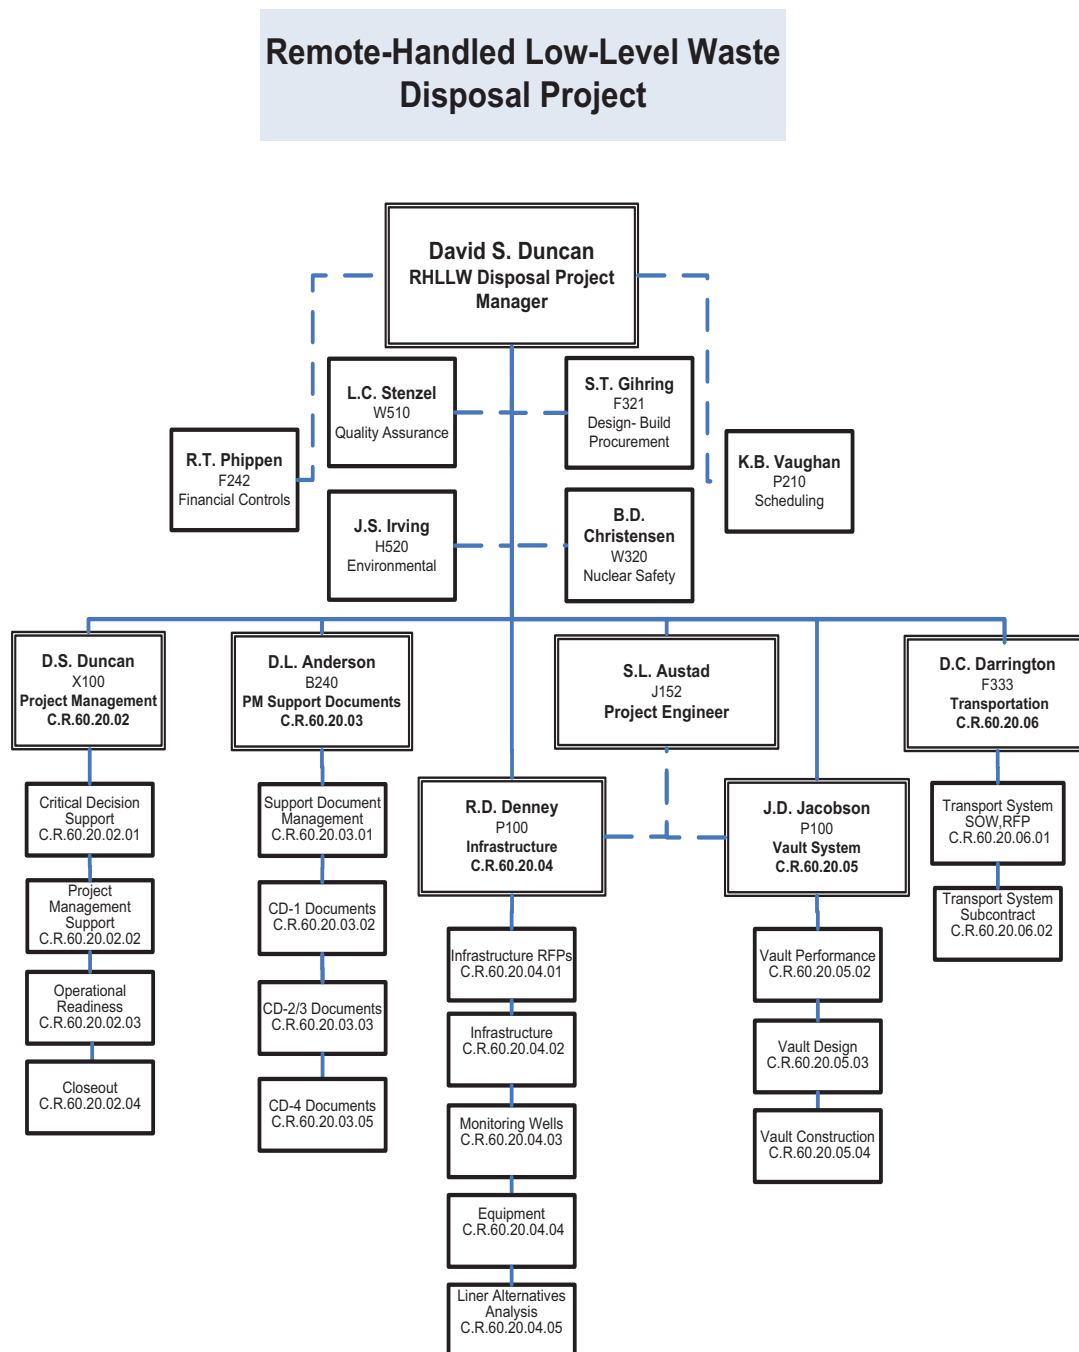 Remote-Handled Low-Level Waste
Disposal Project
David S. Duncan
RHLLW Disposal Project
Manager
L.C. Stenzel
W510
Quality Assurance
S.T. Gihring
F321
Design- Build
Procurement
R.T. Phippen
F242
Financial Controls
K.B. Vaughan
P210
Scheduling
J.S. Irving
H520
Environmental
B.D.
Christensen
W320
Nuclear Safety
D.S. Duncan
X100
Project Management
C.R.60.20.02
D.L. Anderson
B240
PM Support Documents
C.R.60.20.03
S.L. Austad
J152
Project Engineer
D.C. Darrington
F333
Transportation
C.R.60.20.06
R.D. Denney
P100
Infrastructure
C.R.60.20.04
J.D. Jacobson
P100
Vault System
C.R.60.20.05
Critical Decision
Support
C.R.60.20.02.01
Project
Management
Support
C.R.60.20.02.02
Operational
Readiness
C.R.60.20.02.03
Closeout
C.R.60.20.02.04
Support Document
Management
C.R.60.20.03.01
CD-1 Documents
C.R.60.20.03.02
CD-2/3 Documents
C.R.60.20.03.03
CD-4 Documents
C.R.60.20.03.05
Infrastructure RFPs
C.R.60.20.04.01
Infrastructure
C.R.60.20.04.02
Monitoring Wells
C.R.60.20.04.03
Equipment
C.R.60.20.04.04
Liner Alternatives
Analysis
C.R.60.20.04.05
Vault Performance
C.R.60.20.05.02
Vault Design
C.R.60.20.05.03
Vault Construction
C.R.60.20.05.04
Transport System
SOW,RFP
C.R.60.20.06.01
Transport System
Subcontract
C.R.60.20.06.02